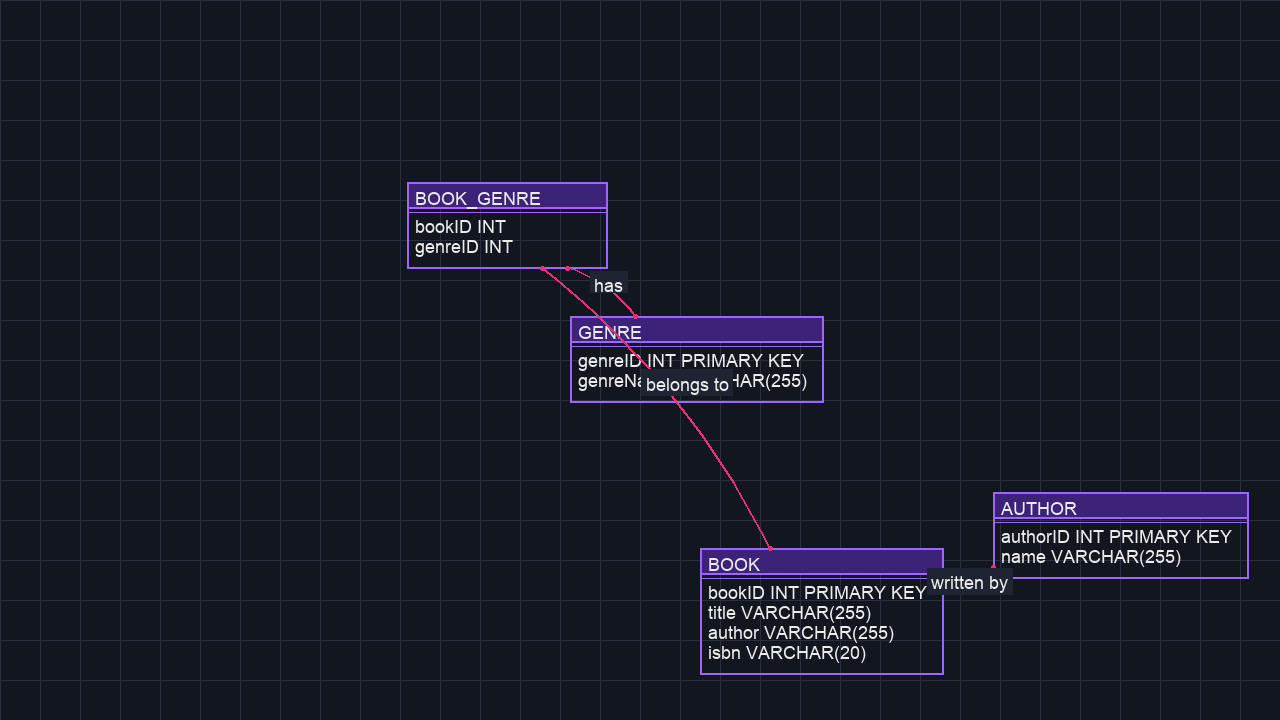 BOOK_GENRE
bookID INT
genreID INT
has
GENRE
genreID INT PRIMARY KEY
genreNa HAR(255)
belongs to
AUTHOR
authorID INT PRIMARY KEY
name VARCHAR(255)
BOOK
bookID INT PRIMARY KEY
title VARCHAR(255)
author VARCHAR(255)
isbn VARCHAR(20)
written by